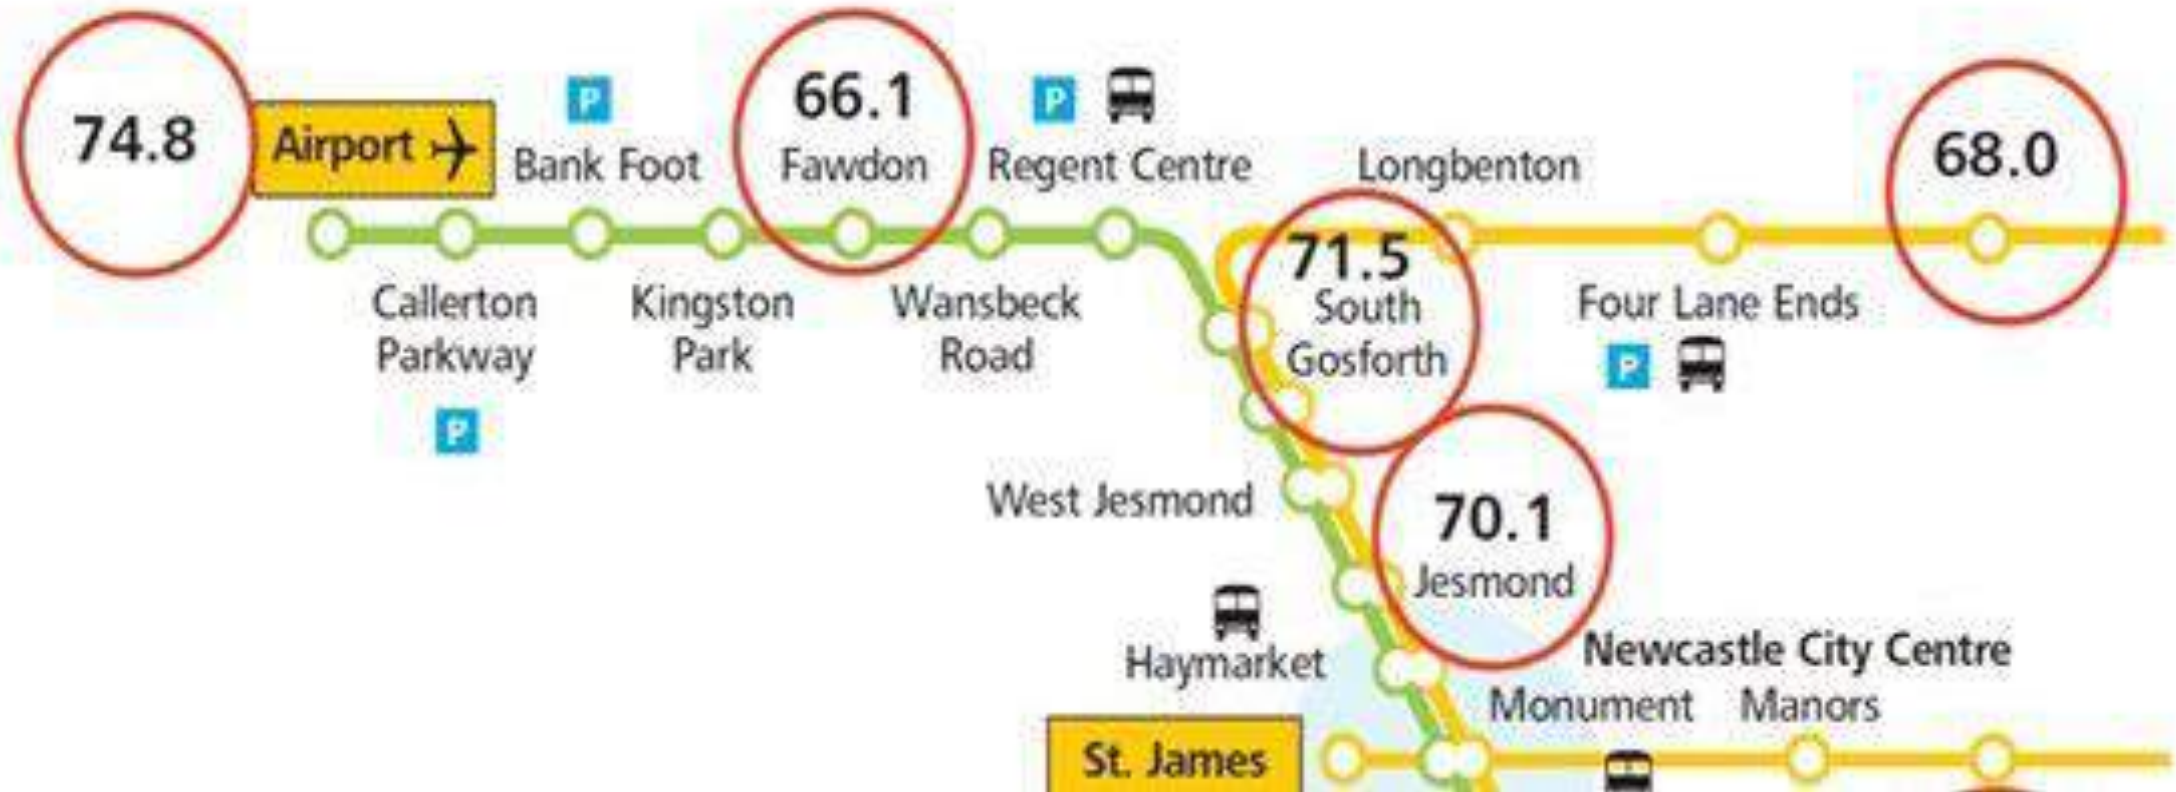 74.8
Airport
P
Bank Foot
66.1
Fawdon
P
Regent Centre
Longbenton
68.0
Callerton
Parkway
P
Kingston
Park
Wansbeck
Road
71.5
South
Gosforth
Four Lane Ends
P
West Jesmond
70.1
Jesmond
Haymarket
Newcastle City Centre
Monument
Manors
St. James